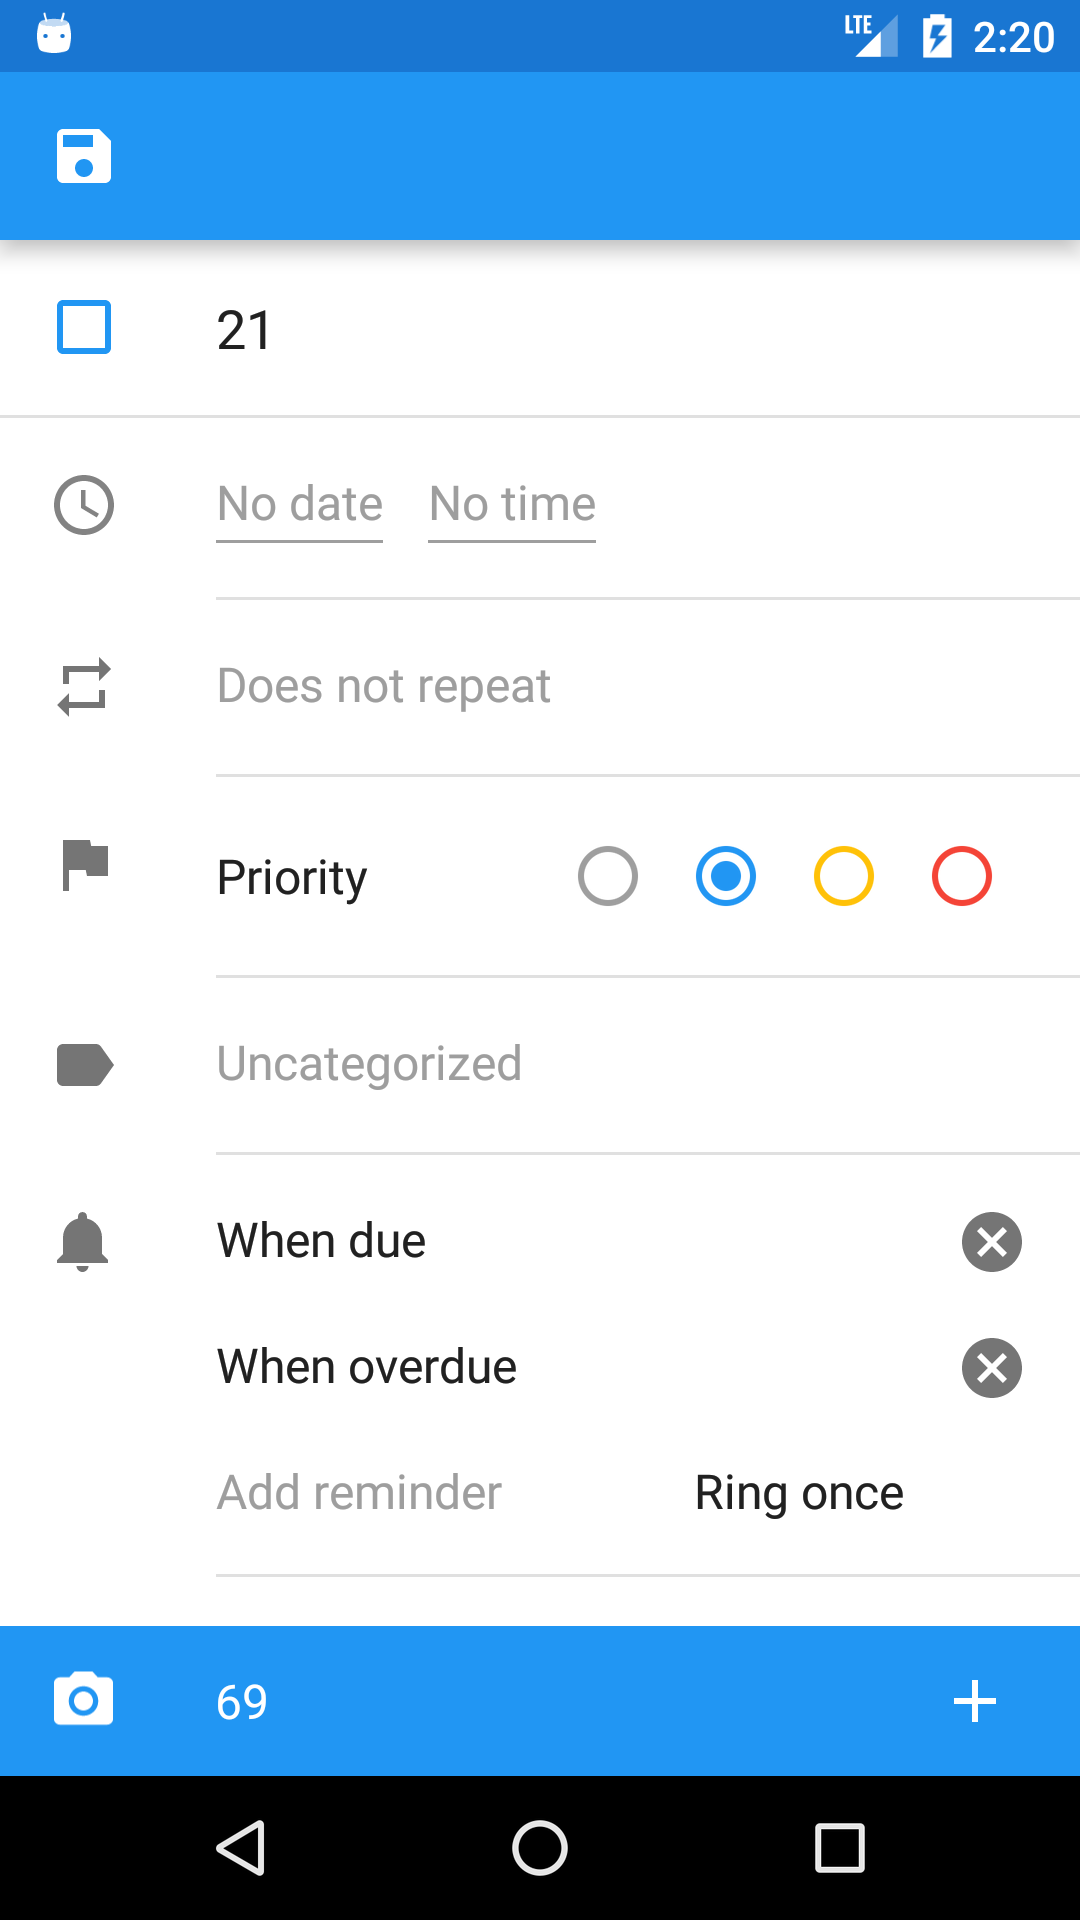 LTE 2:20
21
No date No time
Does not repeat
Priority
Uncategorized
When due
When overdue
Add reminder Ring once
69